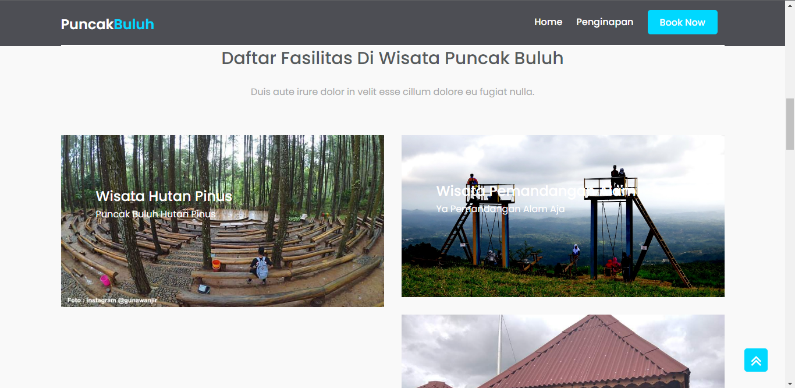 PuncakBuluh
Home
Penginapan
Book Now
Daftar Fasilitas Di Wisata Puncak Buluh
Duis aute irure dolor in velit esse cillum dolore eu fugiat nulla.
Wisata Hutan Pinus
Puncak Buluh Hutan Pinus
Foto : Instagram @gunawanjir
Wisata Pemandangan Alam
Ya Pemandangan Alam Aja